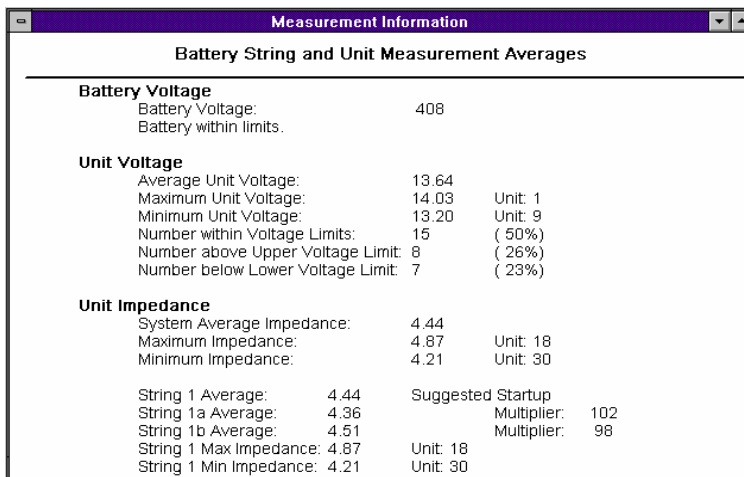 Measurement Information
Battery String and Unit Measurement Averages
Battery Voltage
Battery Voltage: 408
Battery within limits.
Unit Voltage
Average Unit Voltage: 13.64
Maximum Unit Voltage: 14.03 Unit: 1
Minimum Unit Voltage: 13.20 Unit: 9
Number within Voltage Limits: 15 ( 50%)
Number above Upper Voltage Limit: 8 ( 26%)
Number below Lower Voltage Limit: 7 ( 23%)
Unit Impedance
System Average Impedance: 4.44
Maximum Impedance: 4.87 Unit: 18
Minimum Impedance: 4.21 Unit: 30
String 1 Average: 4.44 Suggested Startup
String 1a Average: 4.36 Multiplier: 102
String 1b Average: 4.51 Multiplier: 98
String 1 Max Impedance: 4.87 Unit: 18
String 1 Min Impedance: 4.21 Unit: 30